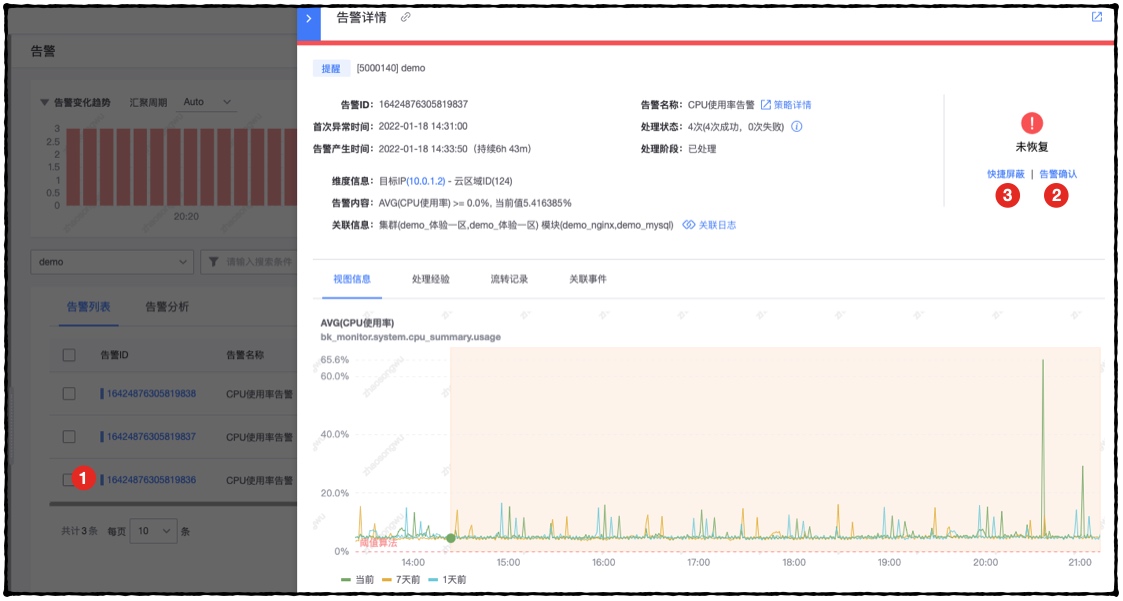 告警
告警变化趋势 汇聚周期 Auto
3
2.5
2
1.5
1
0.5
0
20:20
demo
请输入搜索条件
告警列表 告警分析
告警ID 告警名称
16424876305819838 CPU使用率告警
16424876305819837 CPU使用率告警
1 16424876305819836 CPU使用率告警
共计3条 每页 10 条
告警详情
提醒 [5000140] demo
告警ID: 16424876305819837 告警名称: CPU使用率告警 策略详情
首次异常时间: 2022-01-18 14:31:00 处理状态: 4次(4次成功, 0次失败)
告警产生时间: 2022-01-18 14:33:50（持续6h 43m） 处理阶段: 已处理
维度信息: 目标IP(10.0.1.2) - 云区域ID(124)
告警内容: AVG(CPU使用率) >= 0.0%, 当前值5.416385%
关联信息: 集群(demo_体验一区,demo_体验一区) 模块(demo_nginx,demo_mysql) 关联日志
!
未恢复
快捷屏蔽 | 告警确认
3 2
视图信息 处理经验 流转记录 关联事件
AVG(CPU使用率)
bk_monitor.system.cpu_summary.usage
65.6%
60.0%
40.0%
20.0%
0%
阈值算法
14:00 15:00 16:00 17:00 18:00 19:00 20:00 21:00
当前 7天前 1天前